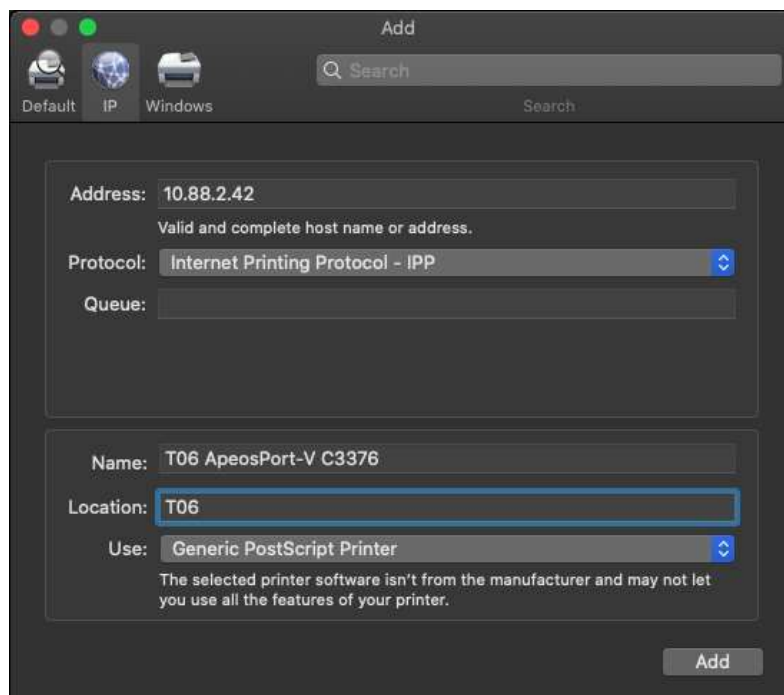 Add
Search
Default IP Windows Search
Address: 10.88.2.42
Valid and complete host name or address.
Protocol: Internet Printing Protocol - IPP
Queue:
Name: T06 ApeosPort-V C3376
Location: T06
Use: Generic PostScript Printer
The selected printer software isn't from the manufacturer and may not let
you use all the features of your printer.
Add